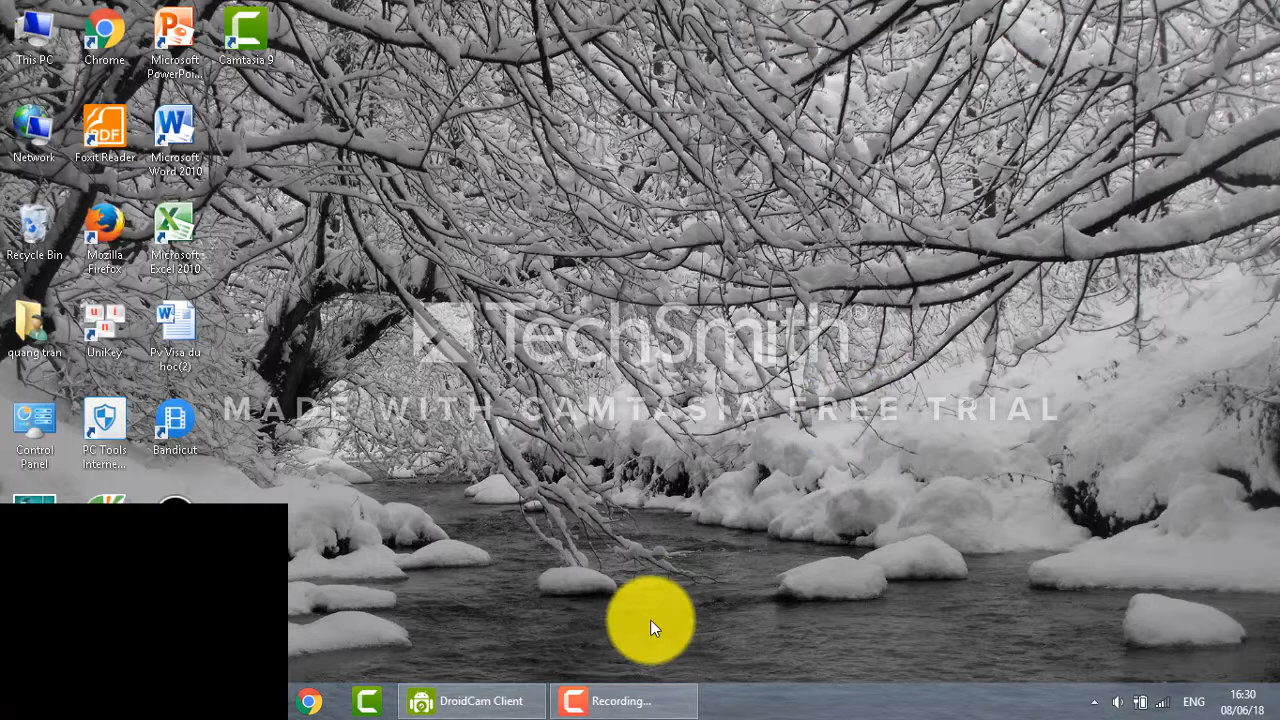 This PC
Chrome
Microsoft
PowerPoi...
Camtasia 9
Network
Foxit Reader
Microsoft
Word 2010
Recycle Bin
Mozilla
Firefox
Microsoft
Excel 2010
quang tran
UniKey
Pv Visa du
hoc(2)
Control
Panel
PC Tools
Interne...
Bandicut
TechSmith
MADE WITH CAMTASIA FREE TRIAL
DroidCam Client
Recording...
ENG
16:30
08/06/18